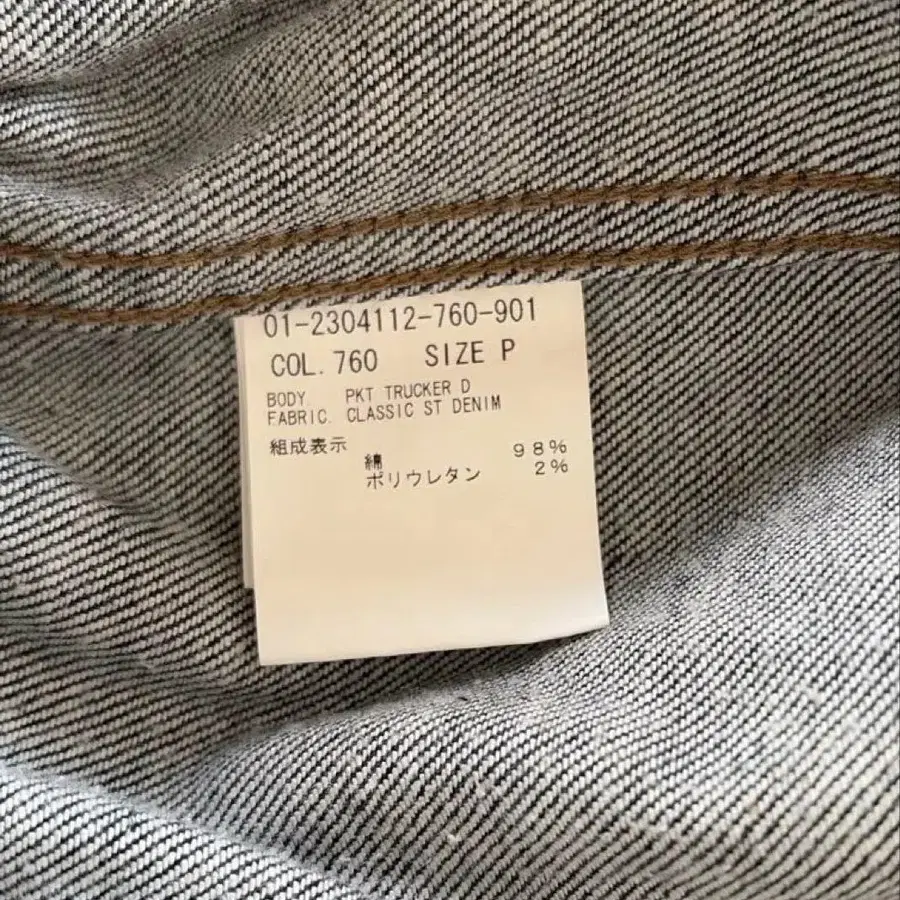 01-2304112-760-901
COL. 760 SIZE P
BODY. PKT TRUCKER D
FABRIC. CLASSIC ST DENIM
組成表示
綿 98%
ポリウレタン 2%